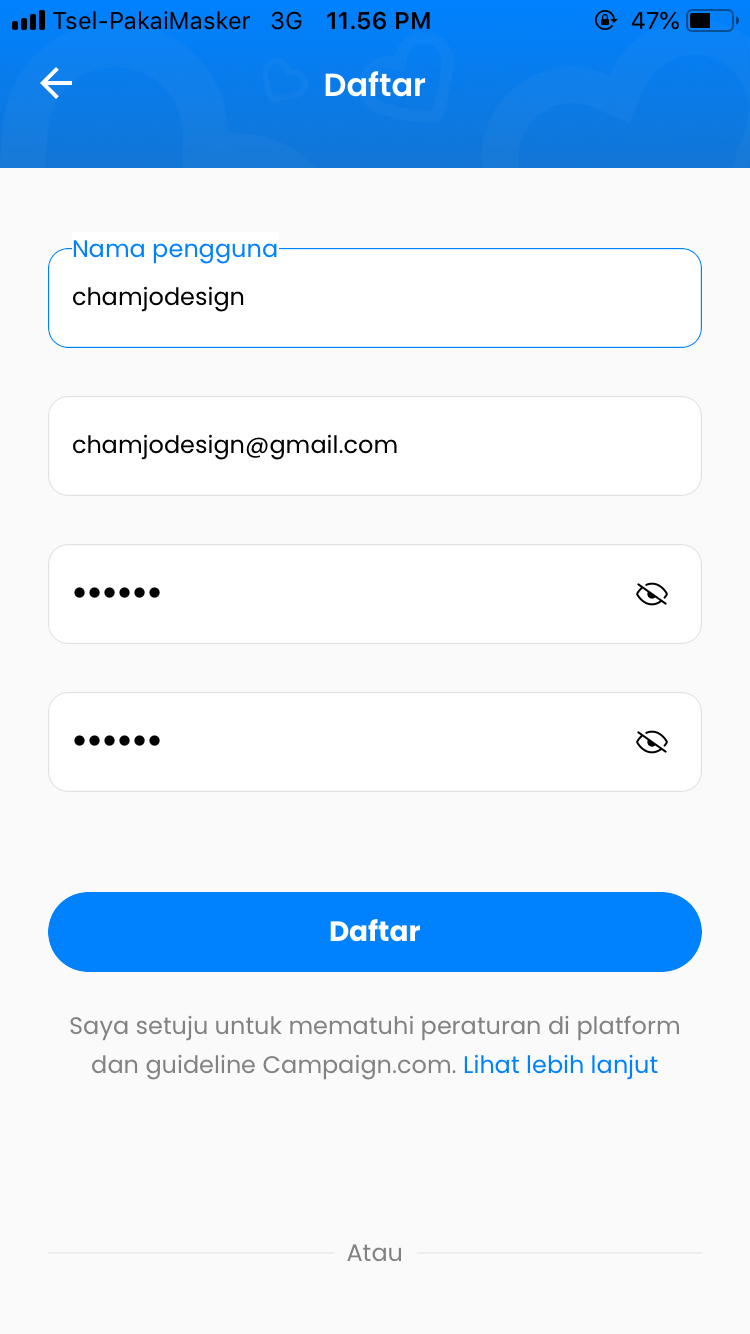 Tsel-PakaiMasker 3G 11.56 PM 47%
Daftar
Nama pengguna
chamjodesign
chamjodesign@gmail.com
••••••
••••••
Daftar
Saya setuju untuk mematuhi peraturan di platform
dan guideline Campaign.com. Lihat lebih lanjut
Atau